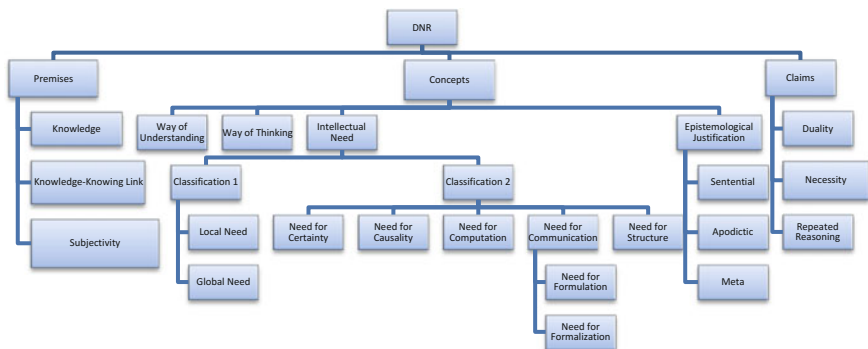 DNR
Premises
Concepts
Claims
Knowledge
Knowledge-Knowing Link
Subjectivity
Way of
Understanding
Way of Thinking
Intellectual
Need
Epistemological
Justification
Classification 1
Local Need
Global Need
Classification 2
Need for
Certainty
Need for
Causality
Need for
Computation
Need for
Communication
Need for
Structure
Need for
Formulation
Need for
Formalization
Sentential
Apodictic
Meta
Duality
Necessity
Repeated
Reasoning